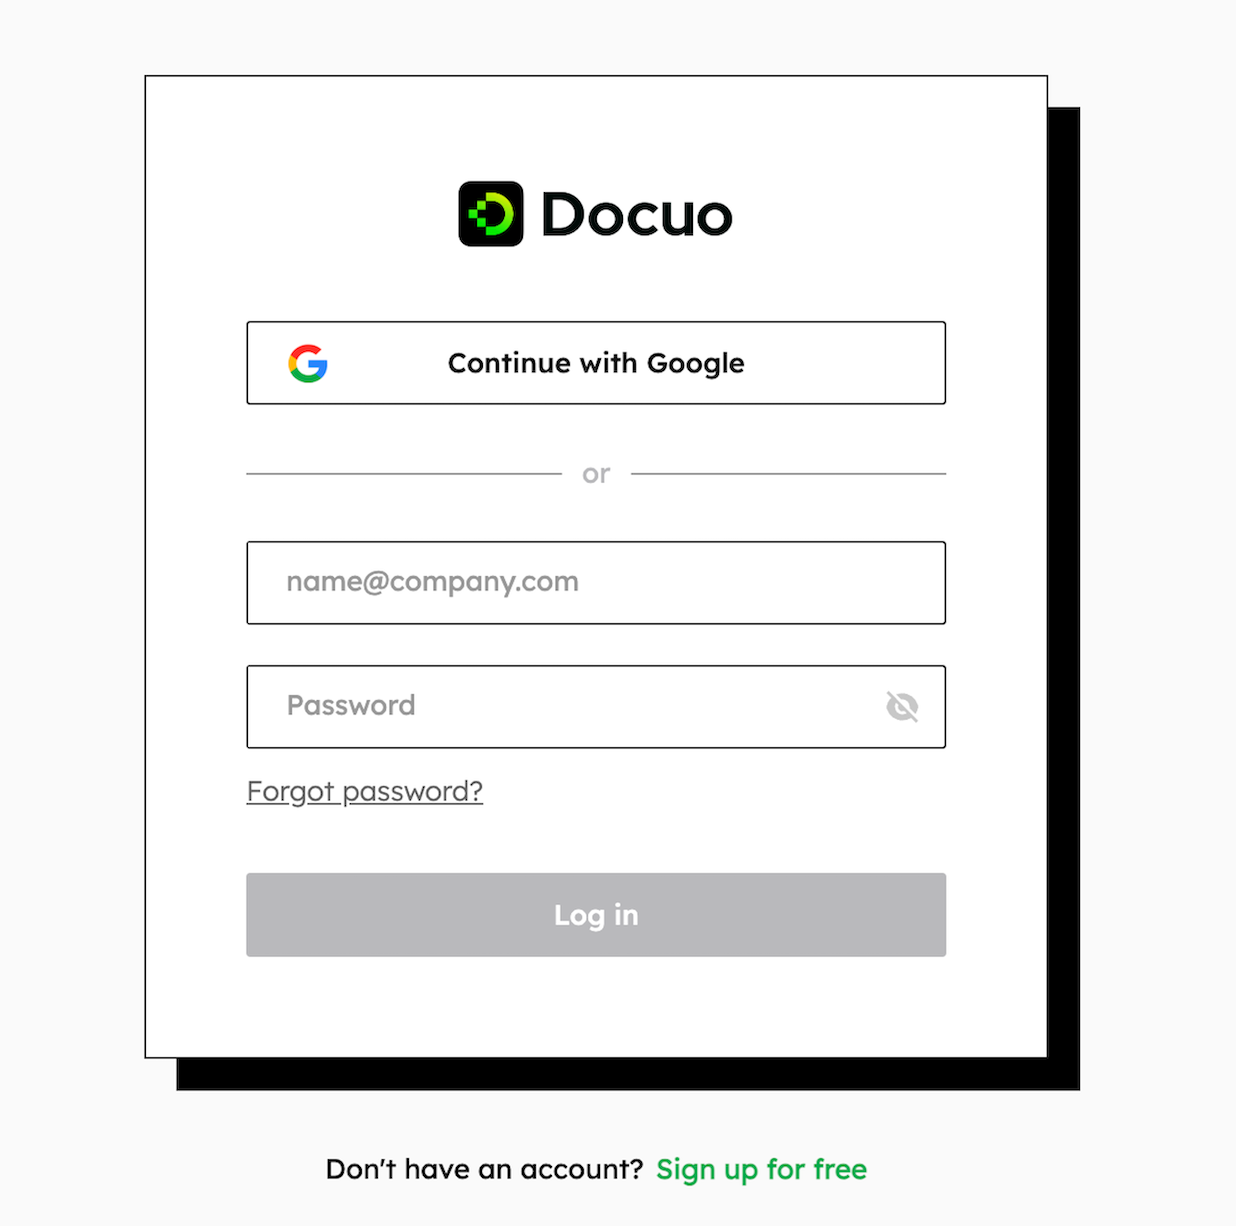 Docuo
Continue with Google
or
name@company.com
Password
Forgot password?
Log in
Don't have an account? Sign up for free